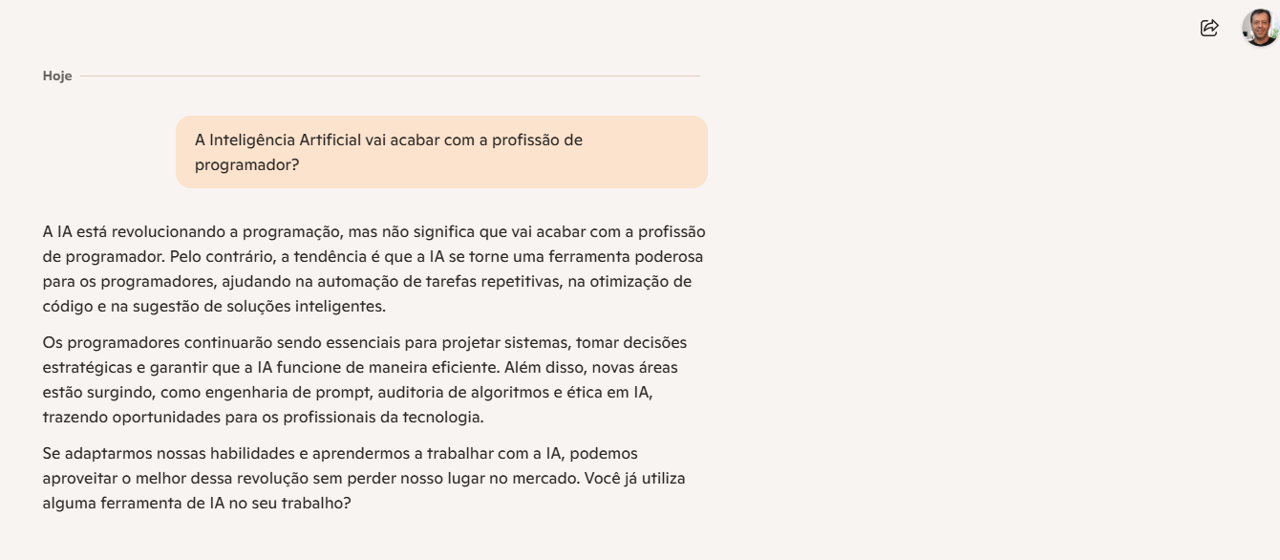 Hoje
A Inteligência Artificial vai acabar com a profissão de
programador?
A IA está revolucionando a programação, mas não significa que vai acabar com a profissão
de programador. Pelo contrário, a tendência é que a IA se torne uma ferramenta poderosa
para os programadores, ajudando na automação de tarefas repetitivas, na otimização de
código e na sugestão de soluções inteligentes.
Os programadores continuarão sendo essenciais para projetar sistemas, tomar decisões
estratégicas e garantir que a IA funcione de maneira eficiente. Além disso, novas áreas
estão surgindo, como engenharia de prompt, auditoria de algoritmos e ética em IA,
trazendo oportunidades para os profissionais da tecnologia.
Se adaptarmos nossas habilidades e aprendermos a trabalhar com a IA, podemos
aproveitar o melhor dessa revolução sem perder nosso lugar no mercado. Você já utiliza
alguma ferramenta de IA no seu trabalho?